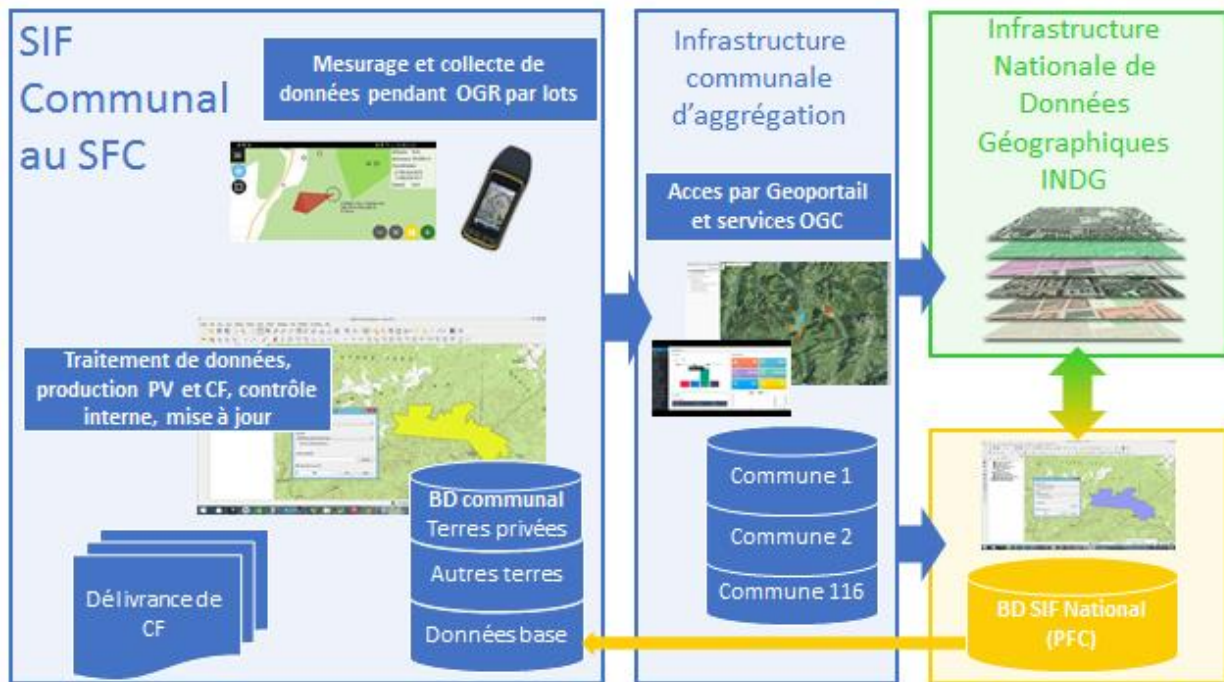 SIF
Communal
au SFC
Mesurage et collecte de
données pendant OGR par lots
Traitement de données,
production PV et CF, contrôle
interne, mise à jour
Délivrance de
CF
BD communal
Terres privées
Autres terres
Données base
Infrastructure
communale
d'aggrégation
Acces par Geoportail
et services OGC
Commune 1
Commune 2
Commune 116
Infrastructure
Nationale de
Données
Géographiques
INDG
BD SIF National
(PFC)